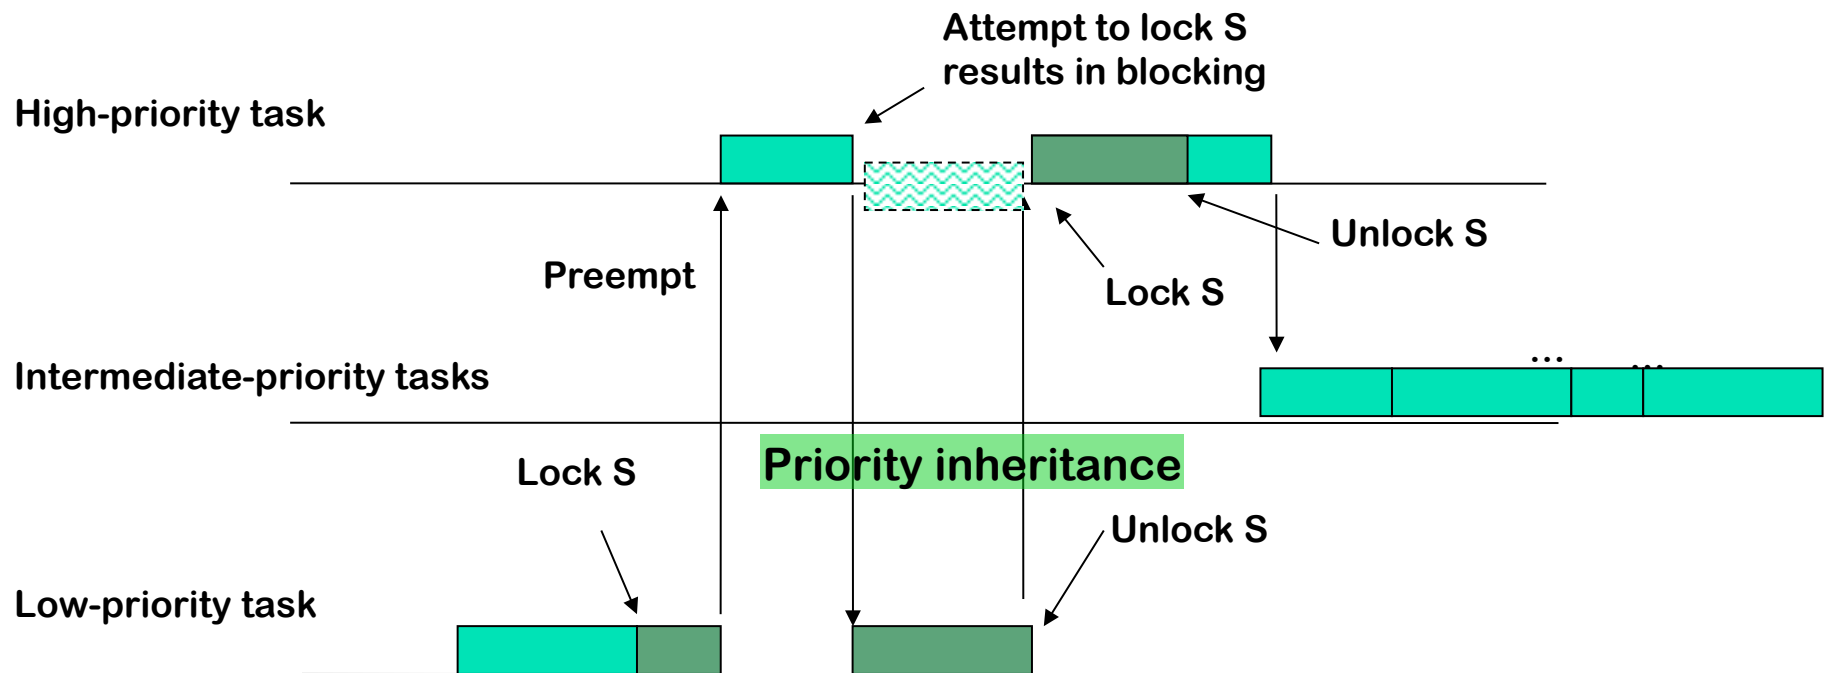 Attempt to lock S
results in blocking
High-priority task
Unlock S
Preempt
Lock S
...
...
Intermediate-priority tasks
Priority inheritance
Lock S
Unlock S
Low-priority task